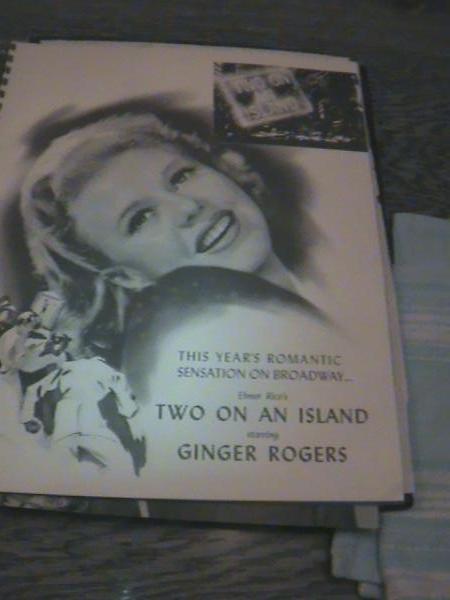 THIS YEAR'S ROMANTIC
SENSATION ON BROADWAY...
Elmer Rice's
TWO ON AN ISLAND
starring
GINGER ROGERS